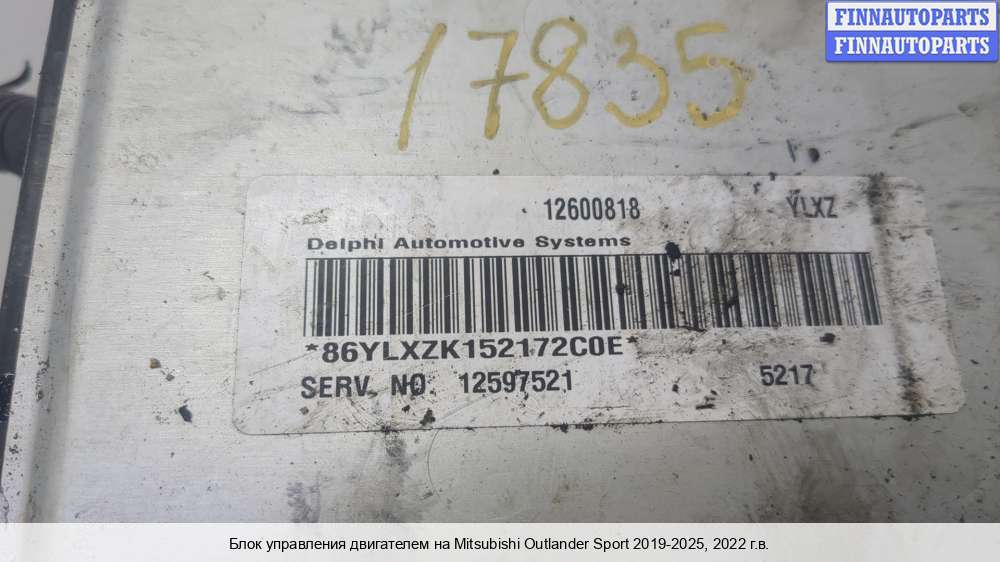 FINNAUTOPARTS
FINNAUTOPARTS
17835
12600818 YLXZ
Delphi Automotive Systems
*86YLXZK152172C0E*
SERV. NO. 12597521 5217
Блок управления двигателем на Mitsubishi Outlander Sport 2019-2025, 2022 г.в.